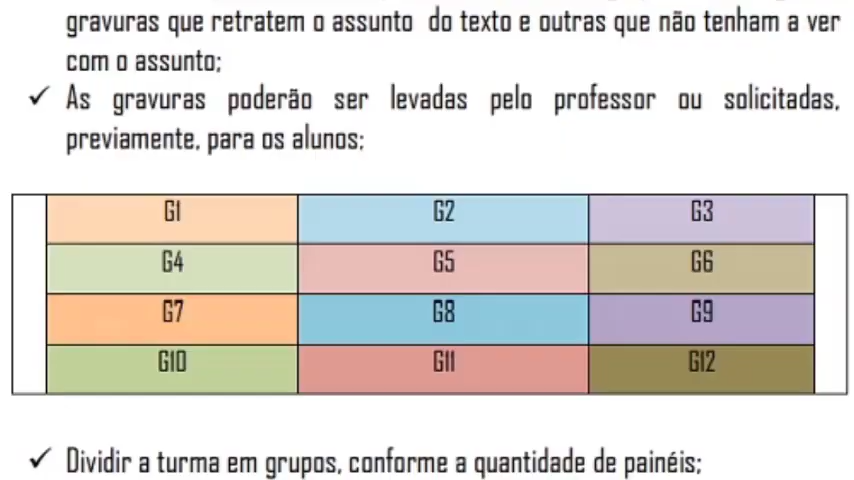 gravuras que retratem o assunto do texto e outras que não tenham a ver
com o assunto;
✓ As gravuras poderão ser levadas pelo professor ou solicitadas,
previamente, para os alunos;
G1 G2 G3
G4 G5 G6
G7 G8 G9
G10 G11 G12
✓ Dividir a turma em grupos, conforme a quantidade de painéis;